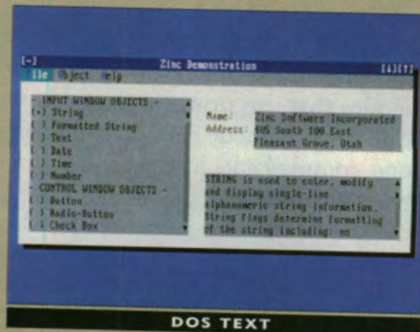 [-] Zinc Demonstration [↓][↑]
File Object Help
- INPUT WINDOW OBJECTS -
(•) String
( ) Formatted String
( ) Text
( ) Date
( ) Time
( ) Number
- CONTROL WINDOW OBJECTS -
( ) Button
( ) Radio-Button
( ) Check Box
Name: Zinc Software Incorporated
Address: 405 South 100 East
Pleasant Grove, Utah
STRING is used to enter, modify
and display single-line
alphanumeric string information.
String flags determine formatting
of the string including: no
DOS TEXT